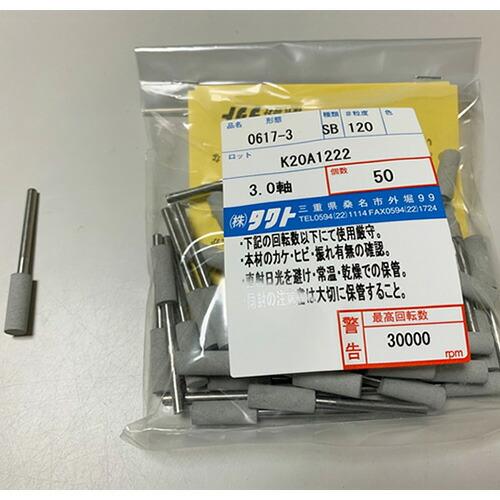 品名 形態 種類 #粒度 色
0617-3 SB 120
ロット K20A1222
3.0軸 個数 50
㈱タクト 三重県桑名市外堀99
TEL0594(22)1114 FAX0594(22)1724
・下記の回転数以下にて使用厳守。
・本材のカケ・ヒビ・振れ有無の確認。
・直射日光を避け・常温・乾燥での保管。
・同封の注意書は大切に保管すること。
警告 最高回転数
30000
rpm